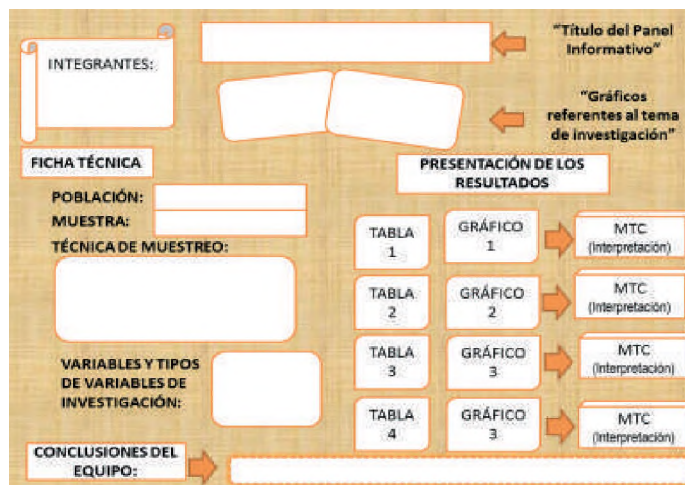 INTEGRANTES:
“Título del Panel
Informativo”
“Gráficos
referentes al tema
de investigación”
FICHA TÉCNICA
POBLACIÓN:
MUESTRA:
TÉCNICA DE MUESTREO:
VARIABLES Y TIPOS
DE VARIABLES DE
INVESTIGACIÓN:
PRESENTACIÓN DE LOS
RESULTADOS
TABLA
1
GRÁFICO
1
MTC
(Interpretación)
TABLA
2
GRÁFICO
2
MTC
(Interpretación)
TABLA
3
GRÁFICO
3
MTC
(Interpretación)
TABLA
4
GRÁFICO
3
MTC
(Interpretación)
CONCLUSIONES DEL
EQUIPO: